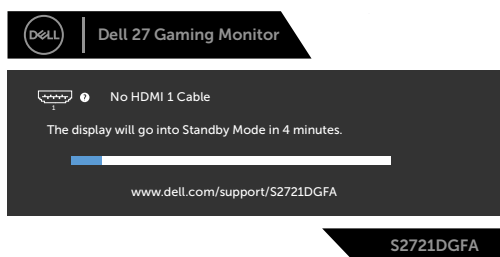 DELL
Dell 27 Gaming Monitor
1
? No HDMI 1 Cable
The display will go into Standby Mode in 4 minutes.
www.dell.com/support/S2721DGFA
S2721DGFA